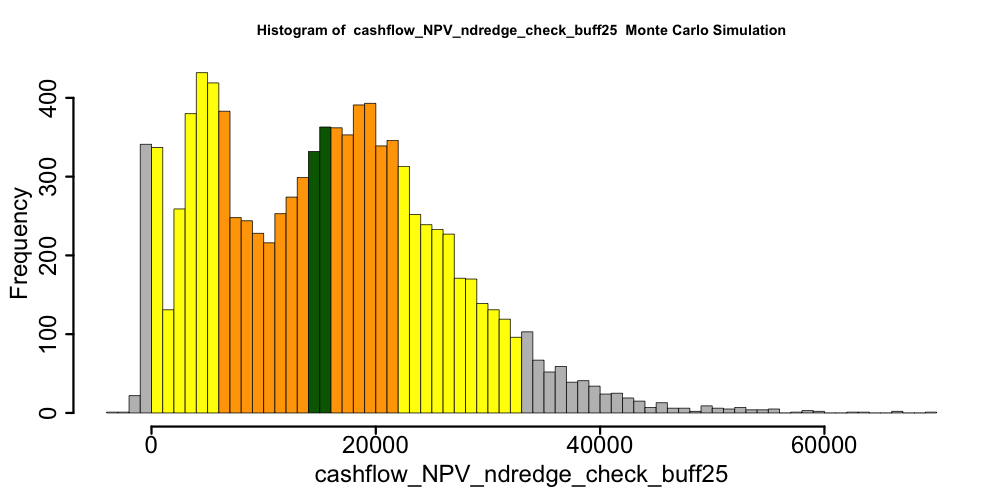 Histogram of cashflow_NPV_ndredge_check_buff25 Monte Carlo Simulation
Frequency
400
300
200
100
0
0 20000 40000 60000
cashflow_NPV_ndredge_check_buff25